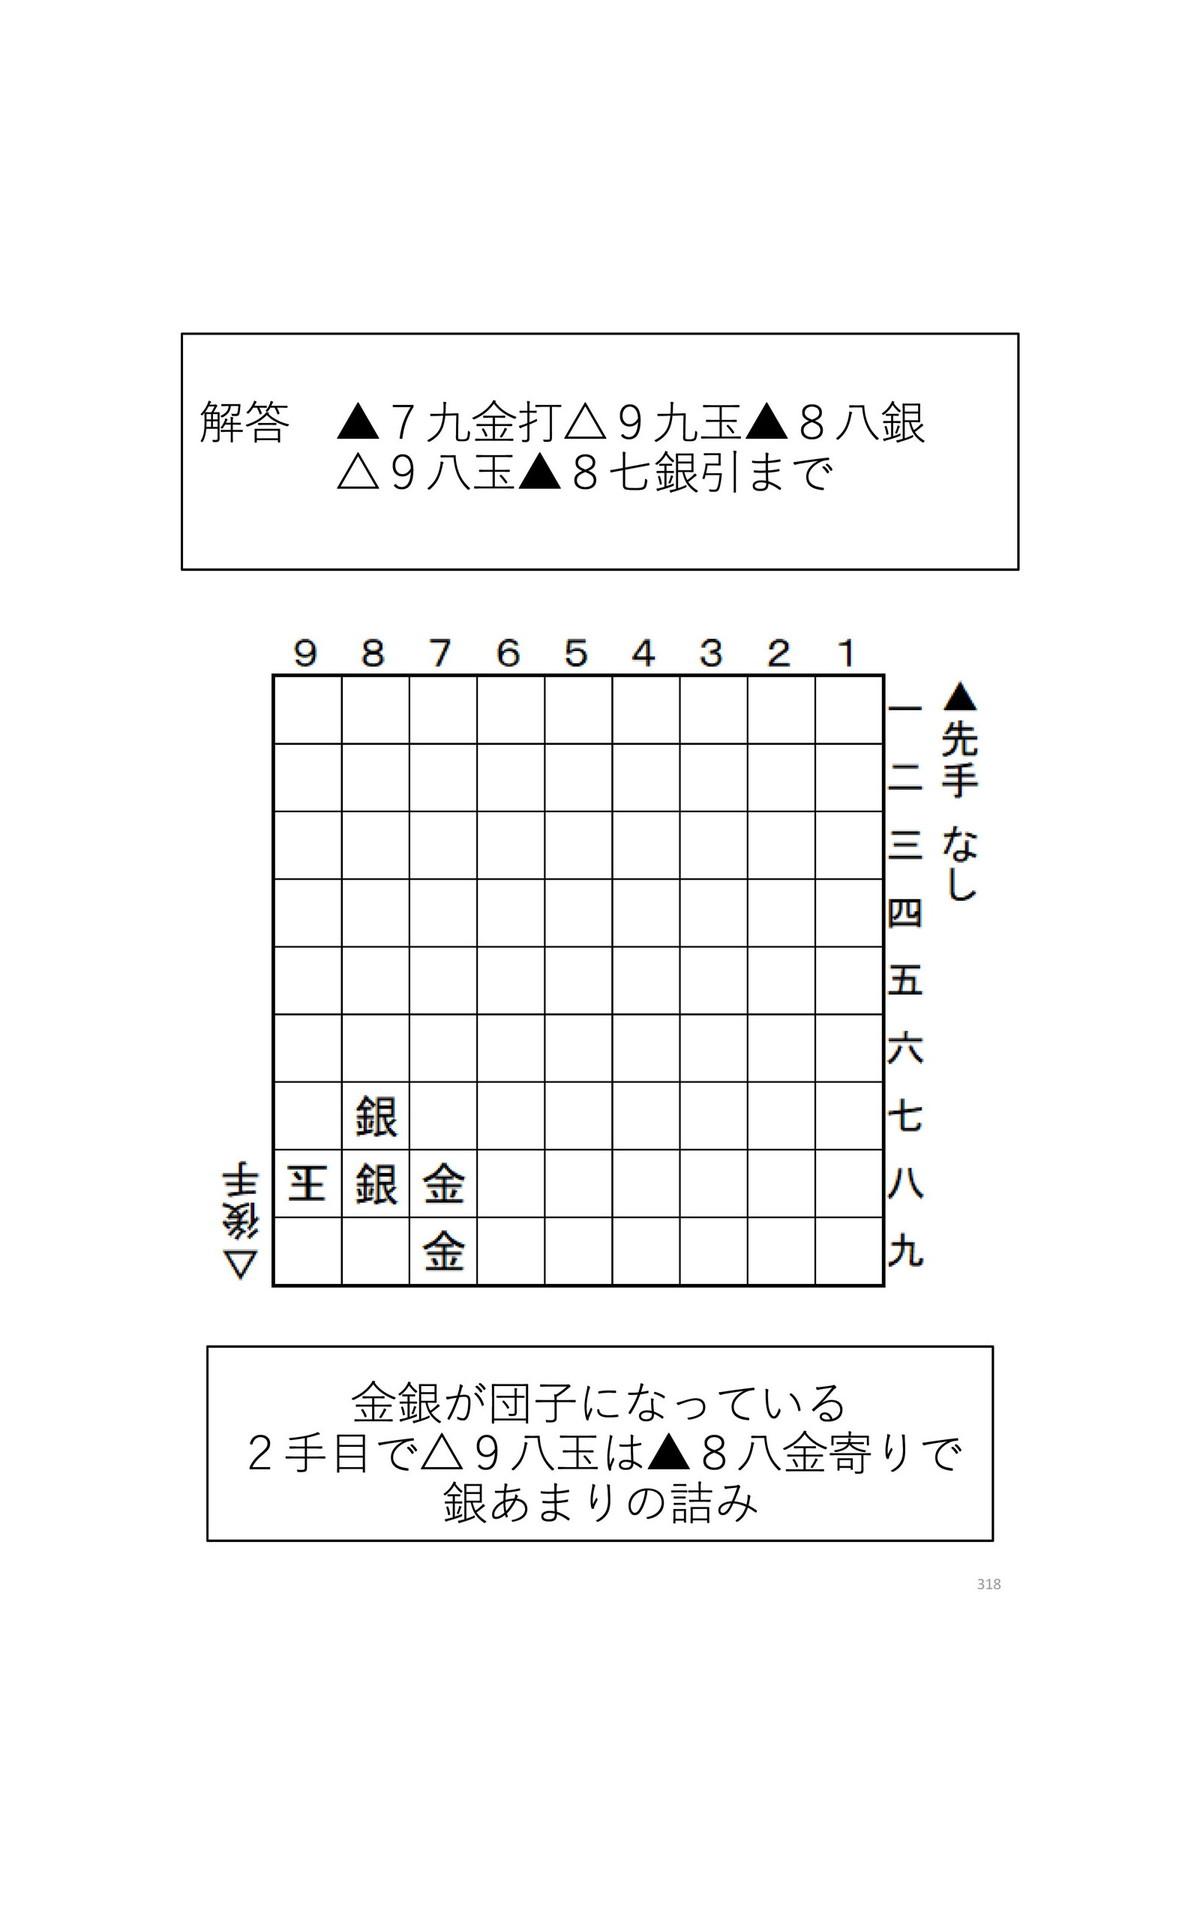 解答　▲７九金打△９九玉▲８八銀
△９八玉▲８七銀引まで
9 8 7 6 5 4 3 2 1
一
二
三
四
五
六
七
八
九
▲先手 なし
△後手
銀
王 銀 金
金
金銀が団子になっている
２手目で△９八玉は▲８八金寄りで
銀あまりの詰み
318